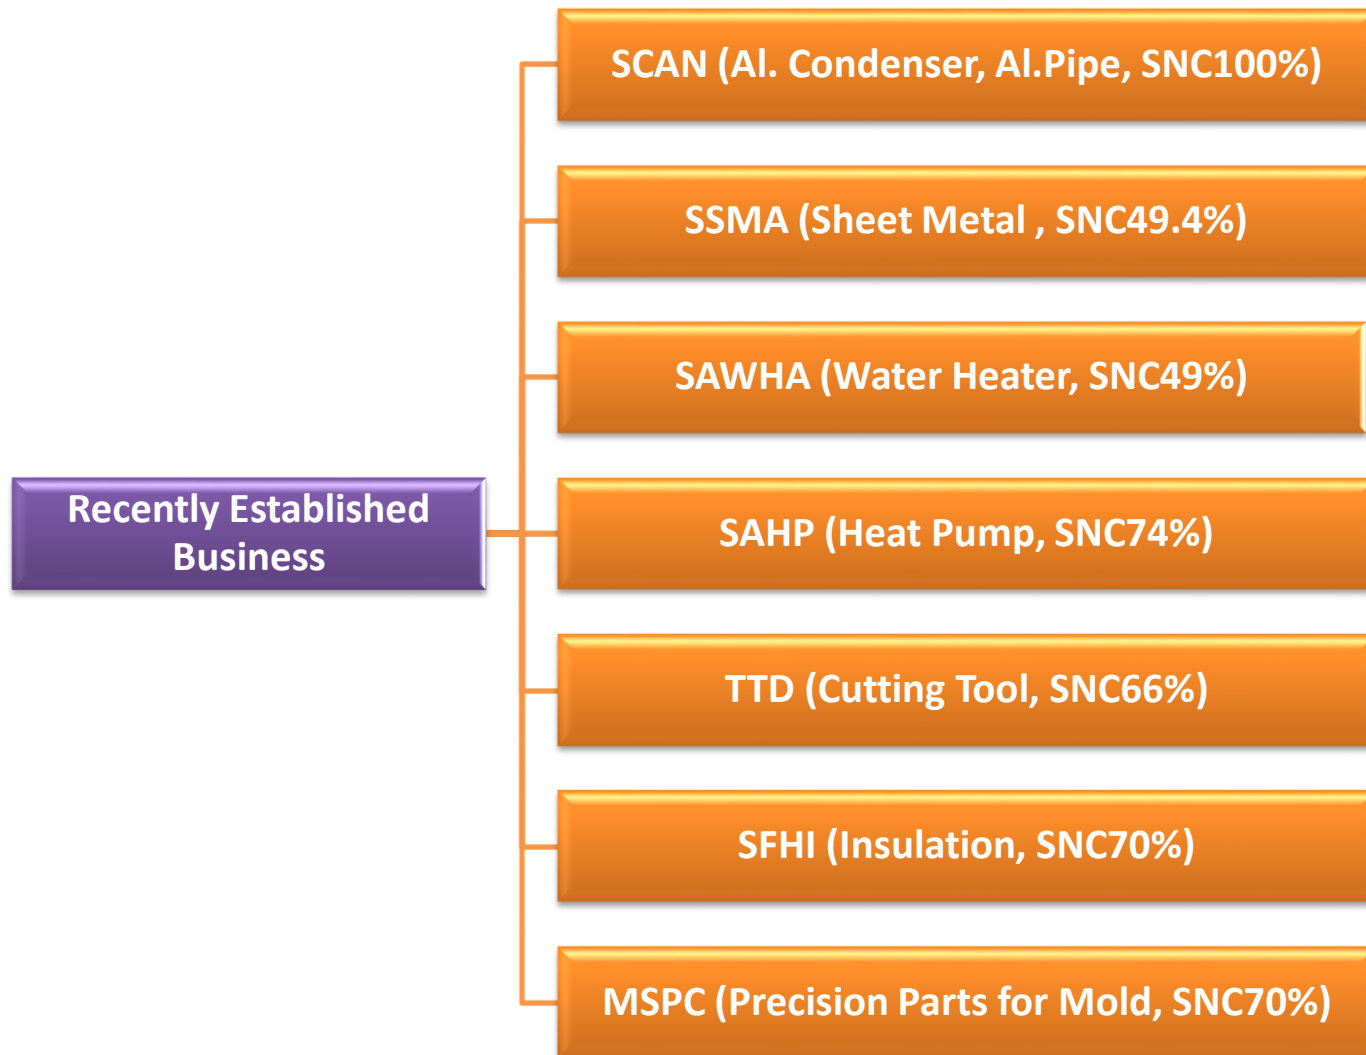 SCAN (Al. Condenser, Al.Pipe, SNC100%)
SSMA (Sheet Metal , SNC49.4%)
SAWHA (Water Heater, SNC49%)
Recently Established
Business
SAHP (Heat Pump, SNC74%)
TTD (Cutting Tool, SNC66%)
SFHI (Insulation, SNC70%)
MSPC (Precision Parts for Mold, SNC70%)